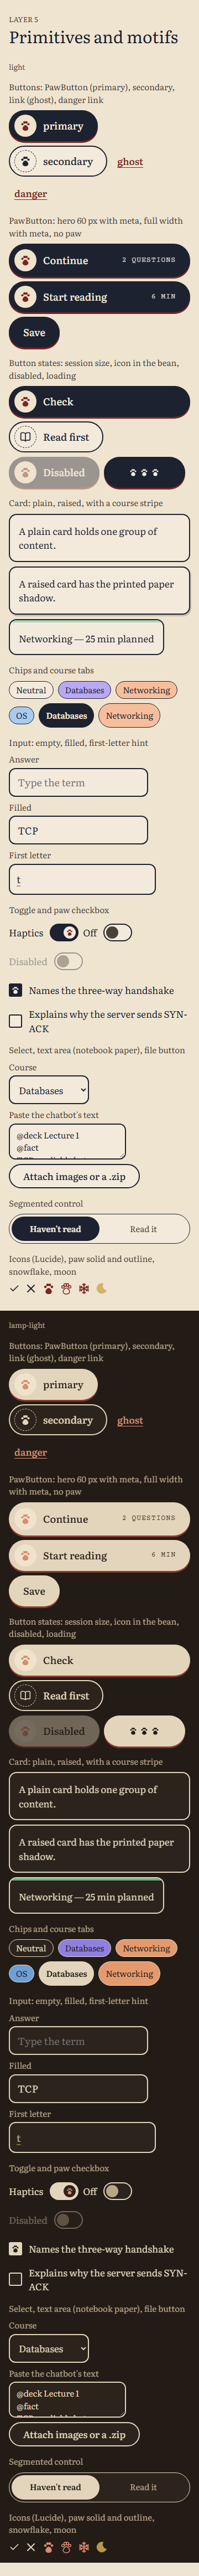 LAYER 5
Primitives and motifs
light
Buttons: PawButton (primary), secondary,
link (ghost), danger link
primary
secondary
ghost
danger
PawButton: hero 60 px with meta, full width
with meta, no paw
Continue
2 QUESTIONS
Start reading
6 MIN
Save
Button states: session size, icon in the bean,
disabled, loading
Check
Read first
Disabled
Card: plain, raised, with a course stripe
A plain card holds one group of
content.
A raised card has the printed paper
shadow.
Networking — 25 min planned
Chips and course tabs
Neutral
Databases
Networking
OS
Databases
Networking
Input: empty, filled, first-letter hint
Answer
Type the term
Filled
TCP
First letter
t
Toggle and paw checkbox
Haptics
Off
Disabled
Names the three-way handshake
Explains why the server sends SYN-
ACK
Select, text area (notebook paper), file button
Course
Databases
Paste the chatbot's text
@deck Lecture 1
@fact
Attach images or a .zip
Segmented control
Haven't read
Read it
Icons (Lucide), paw solid and outline,
snowflake, moon
lamp-light
Buttons: PawButton (primary), secondary,
link (ghost), danger link
primary
secondary
ghost
danger
PawButton: hero 60 px with meta, full width
with meta, no paw
Continue
2 QUESTIONS
Start reading
6 MIN
Save
Button states: session size, icon in the bean,
disabled, loading
Check
Read first
Disabled
Card: plain, raised, with a course stripe
A plain card holds one group of
content.
A raised card has the printed paper
shadow.
Networking — 25 min planned
Chips and course tabs
Neutral
Databases
Networking
OS
Databases
Networking
Input: empty, filled, first-letter hint
Answer
Type the term
Filled
TCP
First letter
t
Toggle and paw checkbox
Haptics
Off
Disabled
Names the three-way handshake
Explains why the server sends SYN-
ACK
Select, text area (notebook paper), file button
Course
Databases
Paste the chatbot's text
@deck Lecture 1
@fact
Attach images or a .zip
Segmented control
Haven't read
Read it
Icons (Lucide), paw solid and outline,
snowflake, moon